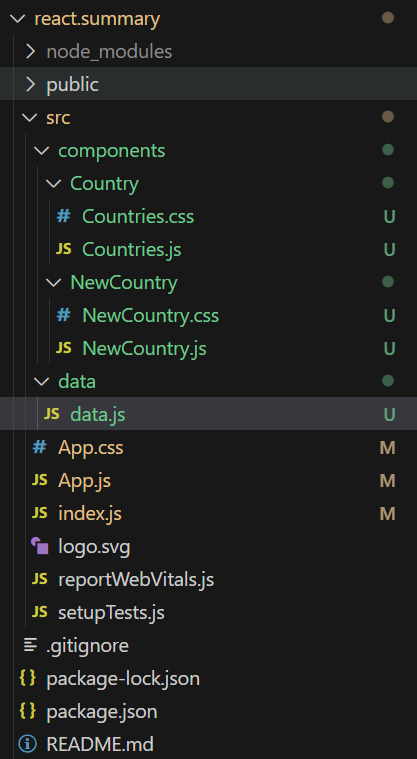 react.summary
node_modules
public
src
components
Country
# Countries.css U
JS Countries.js U
NewCountry
# NewCountry.css U
JS NewCountry.js U
data
JS data.js U
# App.css M
JS App.js M
JS index.js M
logo.svg
JS reportWebVitals.js
JS setupTests.js
.gitignore
{} package-lock.json
{} package.json
README.md